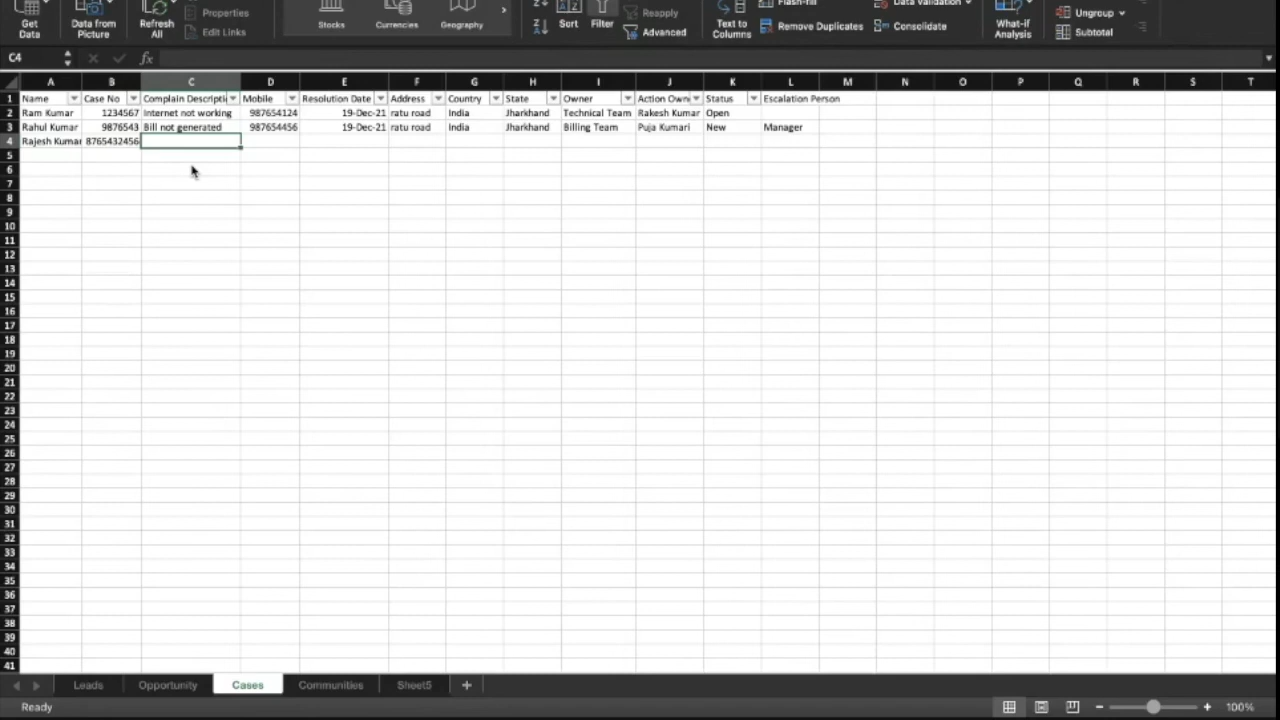 Get Data
Data from Picture
Refresh All
Properties
Edit Links
Stocks
Currencies
Geography
Sort
Filter
Reapply
Advanced
Text to Columns
Flash-fill
Remove Duplicates
Data Validation
Consolidate
What-if Analysis
Ungroup
Subtotal
C4
fx
A B C D E F G H I J K L M N O P Q R S T
1 Name Case No Complain Descripti Mobile Resolution Date Address Country State Owner Action Own Status Escalation Person
2 Ram Kumar 1234567 Internet not working 987654124 19-Dec-21 ratu road India Jharkhand Technical Team Rakesh Kumar Open
3 Rahul Kumar 9876543 Bill not generated 987654456 19-Dec-21 ratu road India Jharkhand Billing Team Puja Kumari New Manager
4 Rajesh Kumar 8765432456
5
6
7
8
9
10
11
12
13
14
15
16
17
18
19
20
21
22
23
24
25
26
27
28
29
30
31
32
33
34
35
36
37
38
39
40
41
Leads Opportunity Cases Communities Sheet5 +
Ready
100%